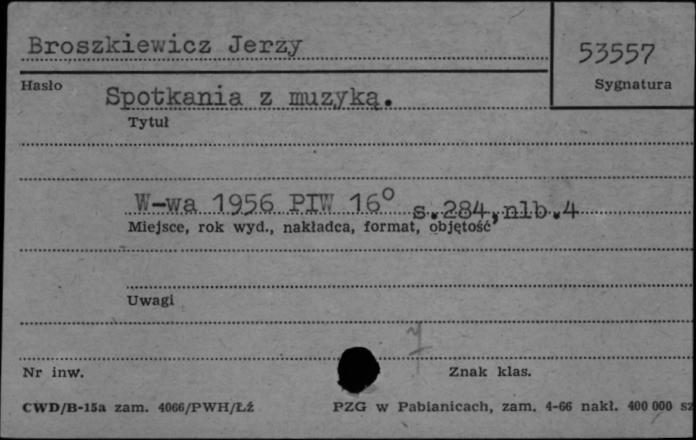 Broszkiewicz Jerzy
53557
Hasło
Sygnatura
Spotkania z muzyką.
Tytuł
W-wa 1956 PIW 16° s.284, nlb.4
Miejsce, rok wyd., nakładca, format, objętość
Uwagi
Nr inw.
Znak klas.
CWD/B-15a zam. 4066/PWH/Łź
PZG w Pabianicach, zam. 4-66 nakł. 400 000